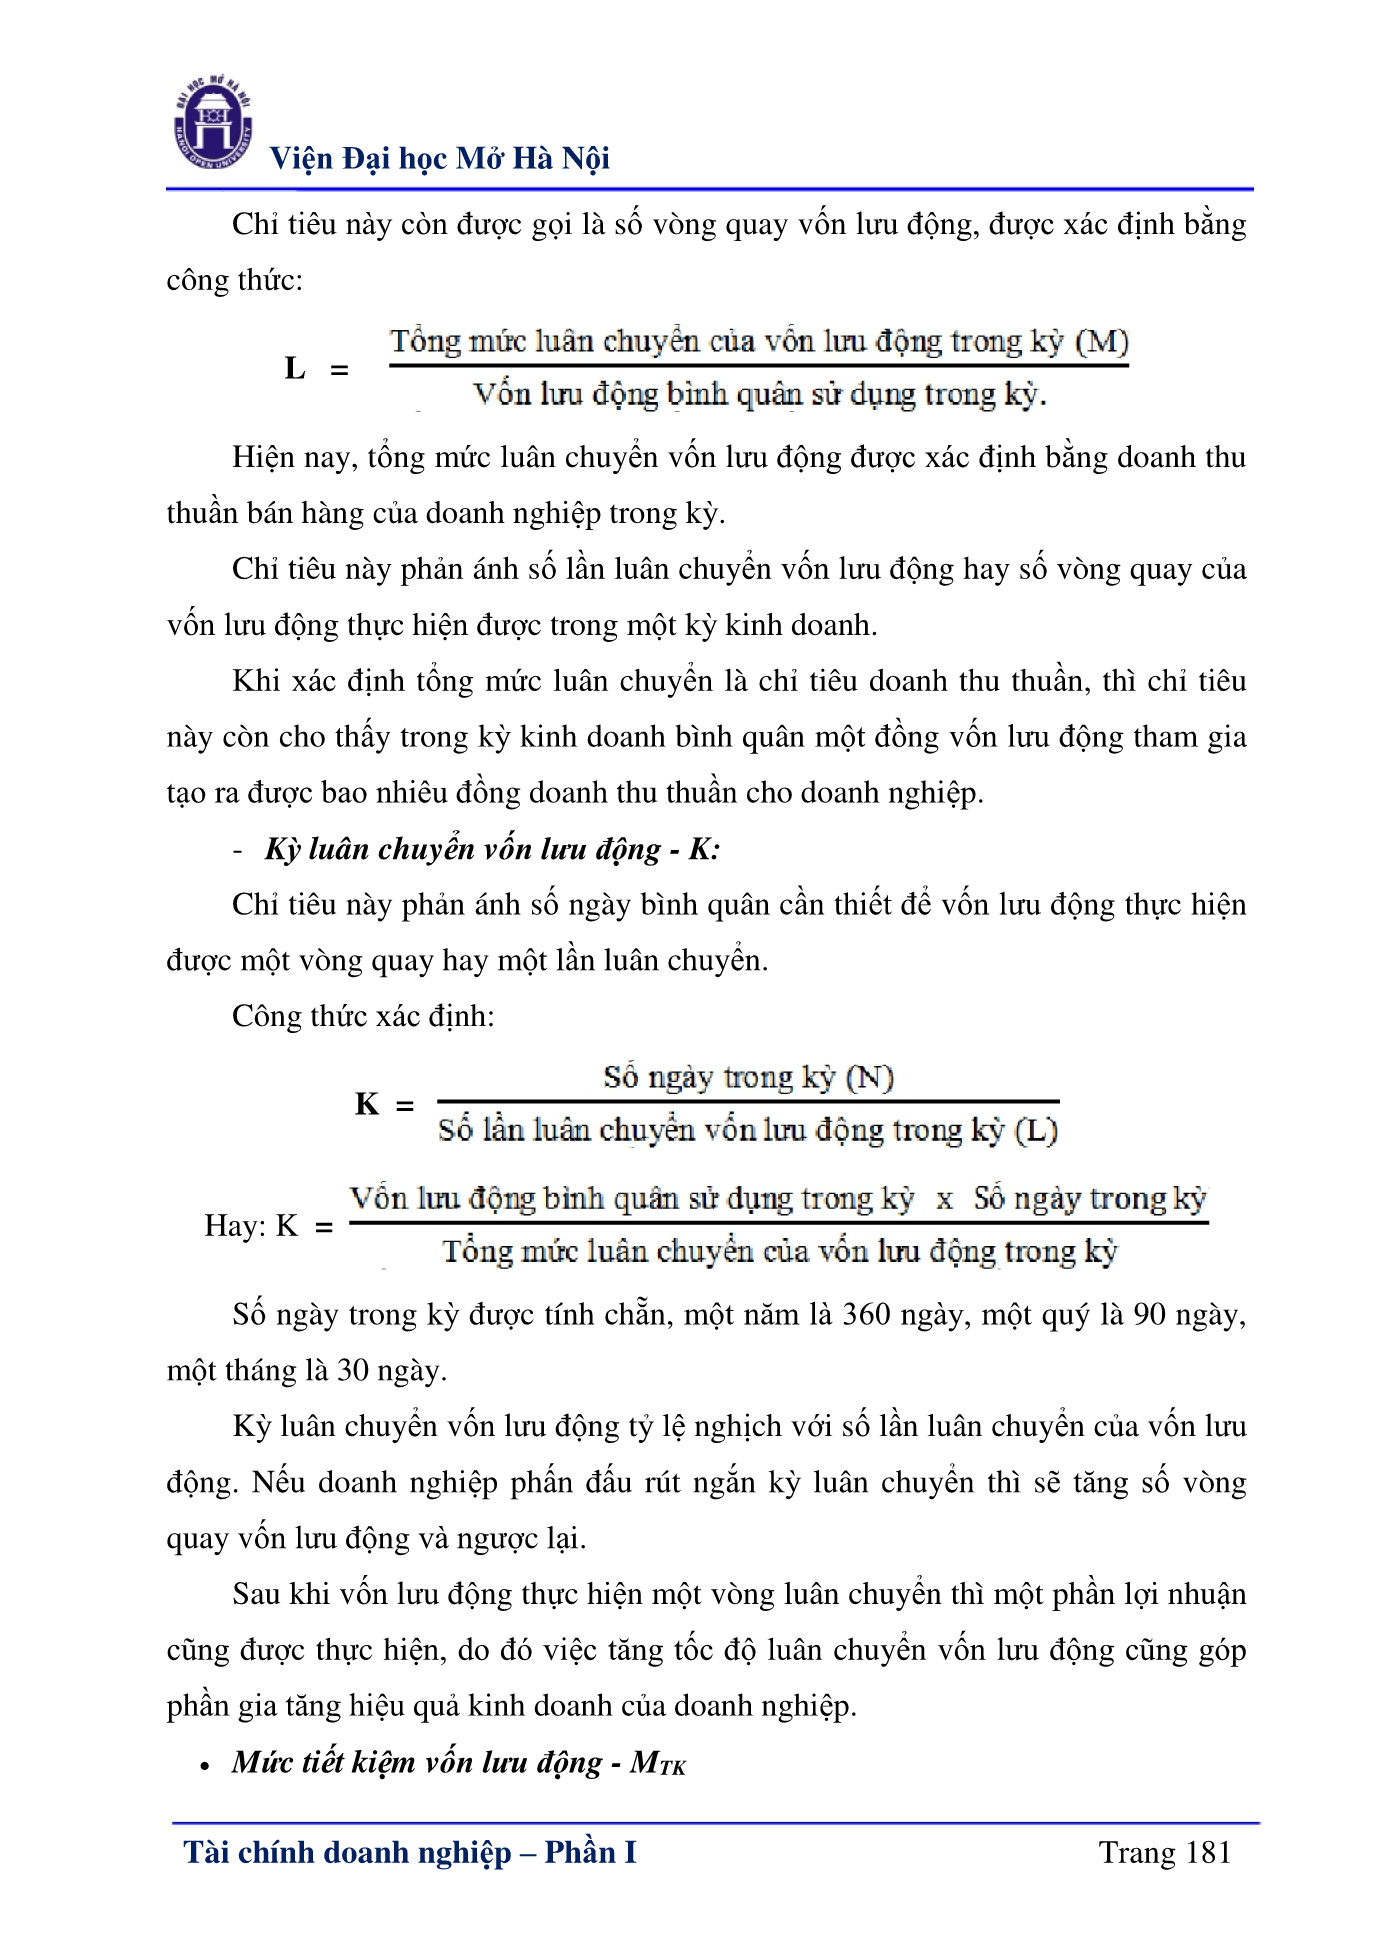 ĐẠI HỌC MỞ HÀ NỘI
HANOI OPEN UNIVERSITY
Viện Đại học Mở Hà Nội
Chỉ tiêu này còn được gọi là số vòng quay vốn lưu động, được xác định bằng
công thức:
Tổng mức luân chuyển của vốn lưu động trong kỳ (M)
L =
Vốn lưu động bình quân sử dụng trong kỳ.
Hiện nay, tổng mức luân chuyển vốn lưu động được xác định bằng doanh thu
thuần bán hàng của doanh nghiệp trong kỳ.
Chỉ tiêu này phản ánh số lần luân chuyển vốn lưu động hay số vòng quay của
vốn lưu động thực hiện được trong một kỳ kinh doanh.
Khi xác định tổng mức luân chuyển là chỉ tiêu doanh thu thuần, thì chỉ tiêu
này còn cho thấy trong kỳ kinh doanh bình quân một đồng vốn lưu động tham gia
tạo ra được bao nhiêu đồng doanh thu thuần cho doanh nghiệp.
- Kỳ luân chuyển vốn lưu động - K:
Chỉ tiêu này phản ánh số ngày bình quân cần thiết để vốn lưu động thực hiện
được một vòng quay hay một lần luân chuyển.
Công thức xác định:
Số ngày trong kỳ (N)
K =
Số lần luân chuyển vốn lưu động trong kỳ (L)
Vốn lưu động bình quân sử dụng trong kỳ x Số ngày trong kỳ
Hay: K =
Tổng mức luân chuyển của vốn lưu động trong kỳ
Số ngày trong kỳ được tính chẵn, một năm là 360 ngày, một quý là 90 ngày,
một tháng là 30 ngày.
Kỳ luân chuyển vốn lưu động tỷ lệ nghịch với số lần luân chuyển của vốn lưu
động. Nếu doanh nghiệp phấn đấu rút ngắn kỳ luân chuyển thì sẽ tăng số vòng
quay vốn lưu động và ngược lại.
Sau khi vốn lưu động thực hiện một vòng luân chuyển thì một phần lợi nhuận
cũng được thực hiện, do đó việc tăng tốc độ luân chuyển vốn lưu động cũng góp
phần gia tăng hiệu quả kinh doanh của doanh nghiệp.
• Mức tiết kiệm vốn lưu động - MTK
Tài chính doanh nghiệp – Phần I Trang 181